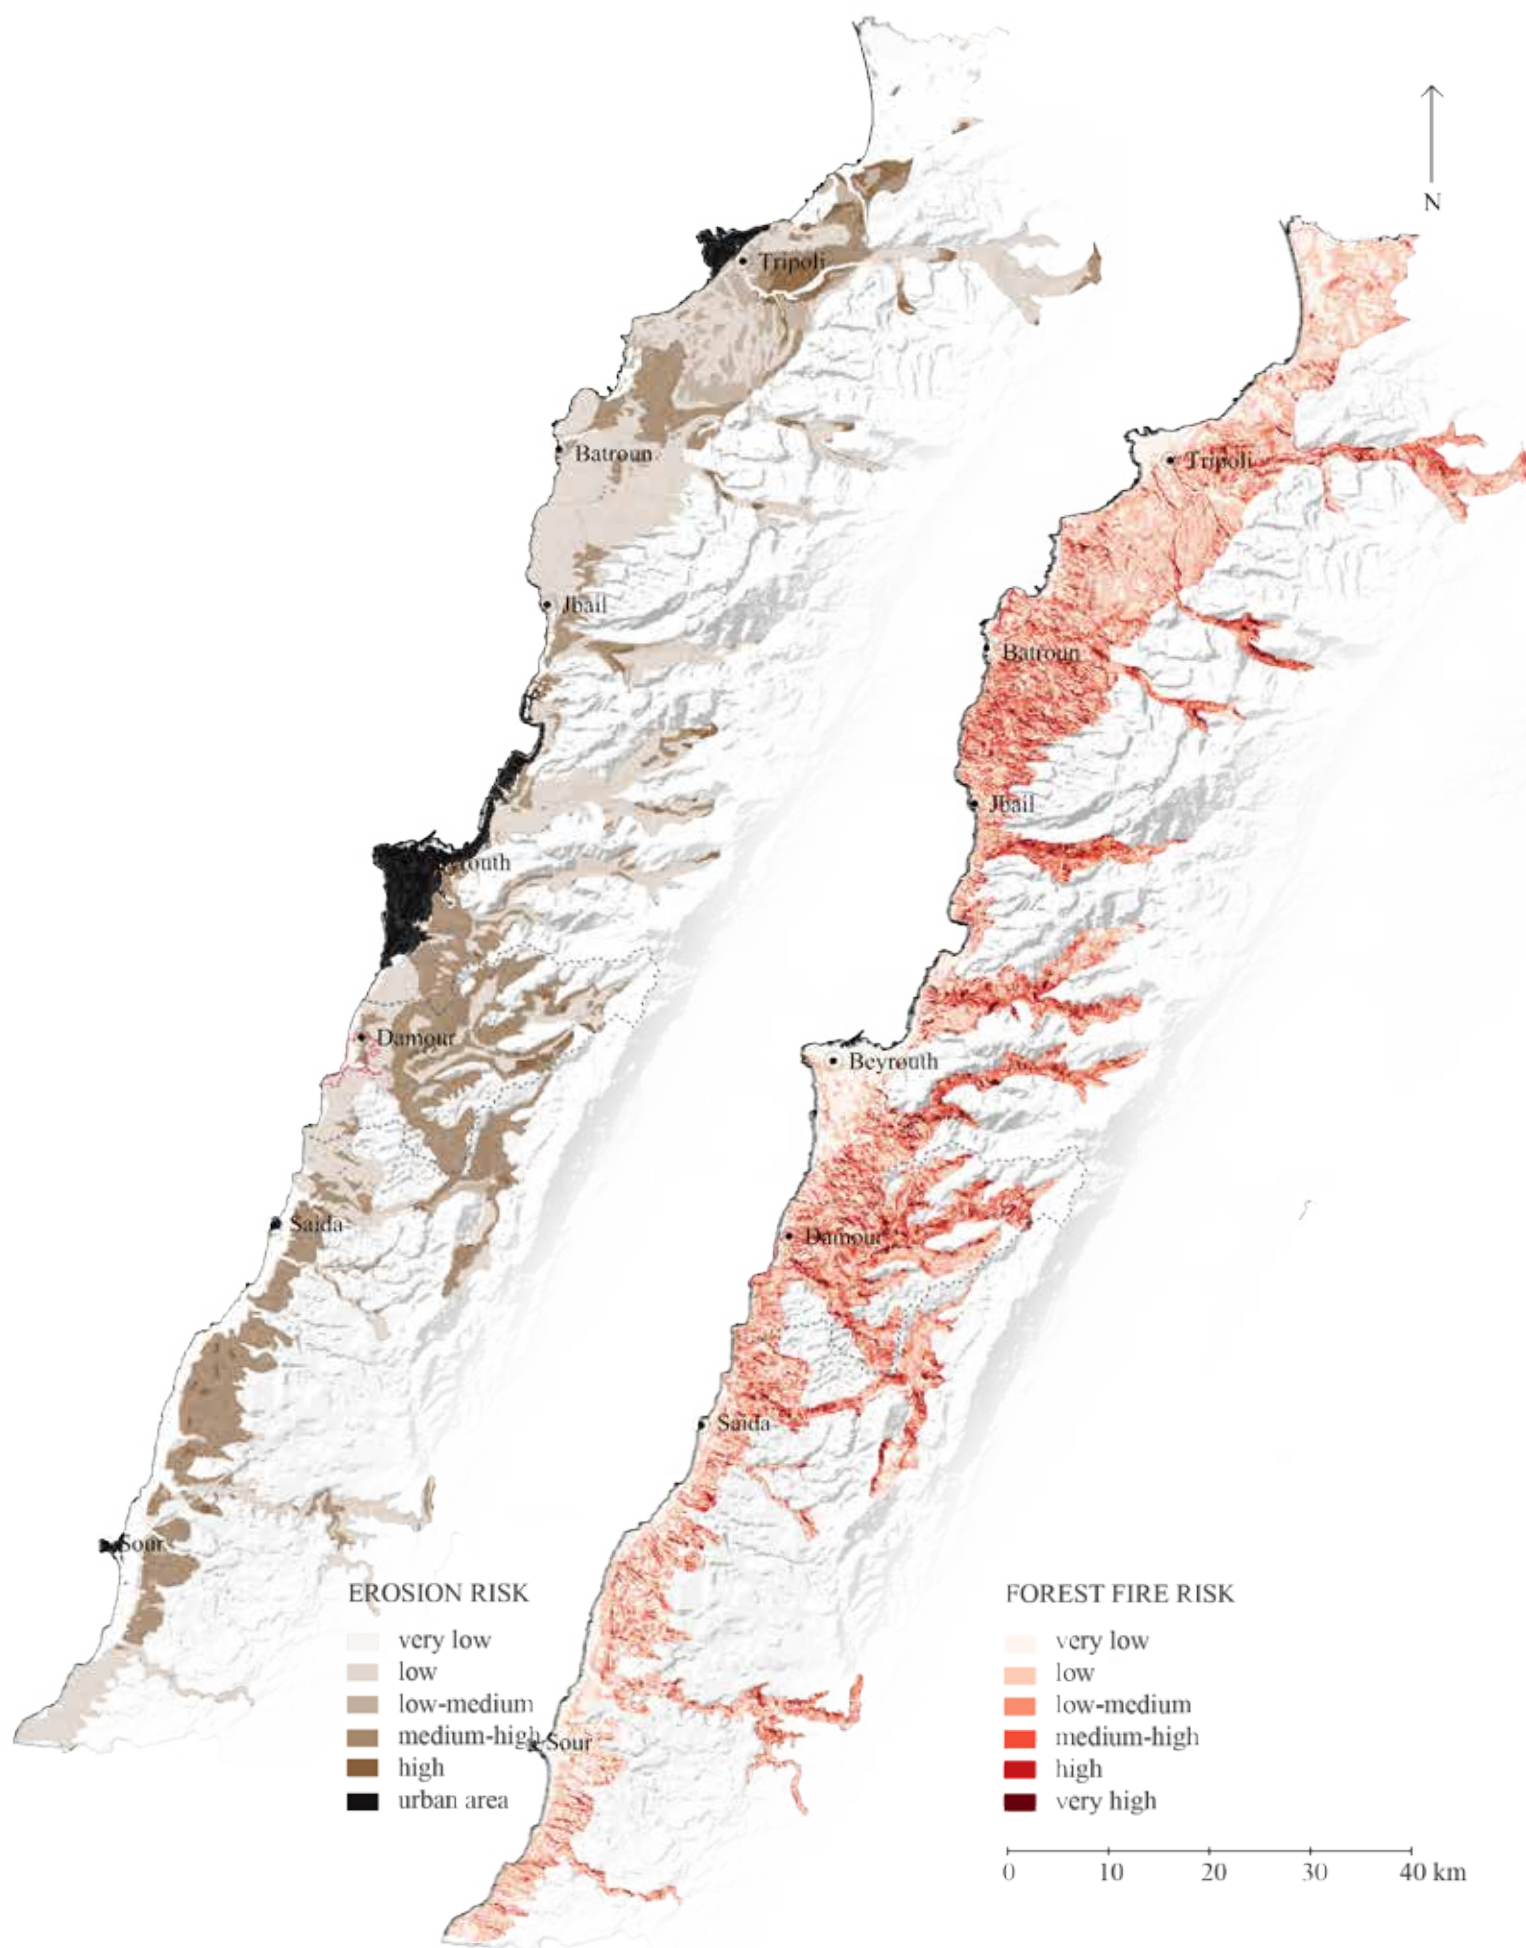 N
Tripoli
Tripoli
Batroun
Jbail
Batroun
Jbail
Beyrouth
Damour
Saida
Damour
Saida
Sour
EROSION RISK
very low
low
low-medium
medium-high
high
urban area
Sour
FOREST FIRE RISK
very low
low
low-medium
medium-high
high
very high
0 10 20 30 40 km